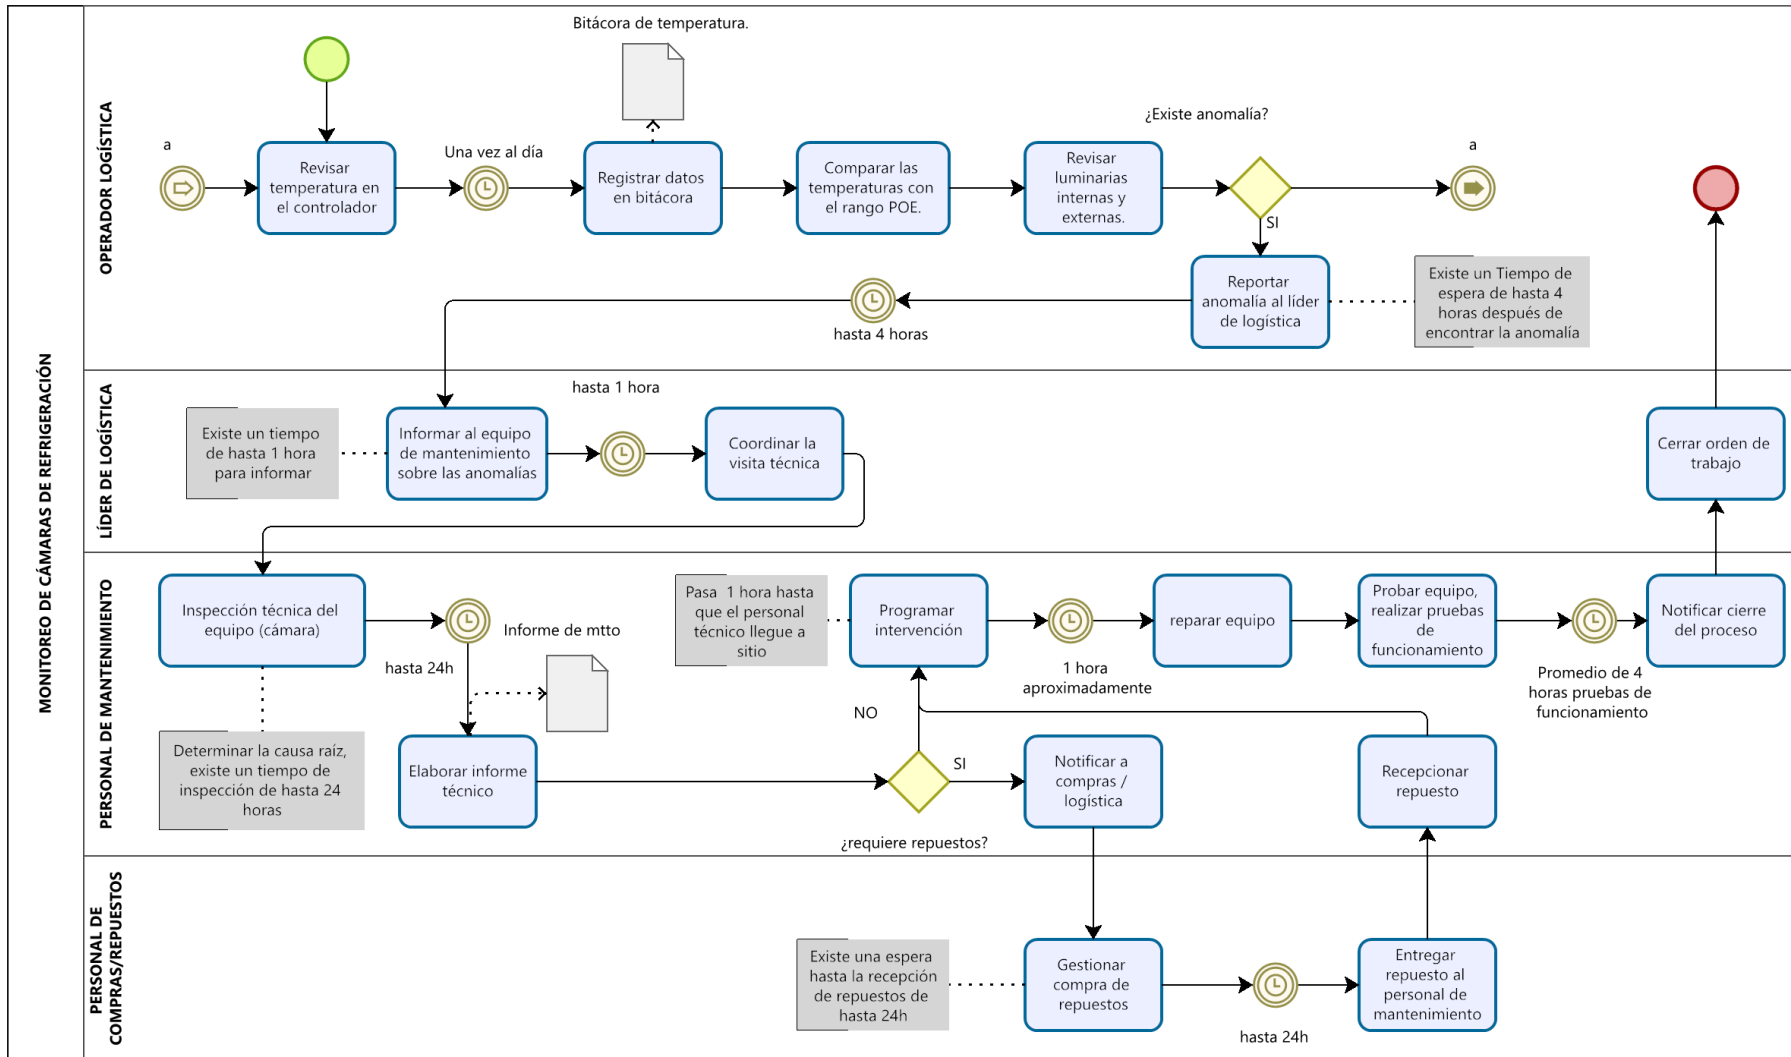 MONITOREO DE CÁMARAS DE REFRIGERACIÓN
OPERADOR LOGÍSTICA
Bitácora de temperatura.
a
Revisar
temperatura en
el controlador
Una vez al día
Registrar datos
en bitácora
Comparar las
temperaturas con
el rango POE.
Revisar
luminarias
internas y
externas.
¿Existe anomalía?
a
SI
Reportar
anomalía al líder
de logística
Existe un Tiempo de
espera de hasta 4
horas después de
encontrar la anomalía
hasta 4 horas
LÍDER DE LOGÍSTICA
Existe un tiempo
de hasta 1 hora
para informar
Informar al equipo
de mantenimiento
sobre las anomalías
hasta 1 hora
Coordinar la
visita técnica
Cerrar orden de
trabajo
PERSONAL DE MANTENIMIENTO
Inspección técnica del
equipo (cámara)
hasta 24h
Informe de mtto
Determinar la causa raíz,
existe un tiempo de
inspección de hasta 24
horas
Elaborar informe
técnico
Pasa 1 hora hasta
que el personal
técnico llegue a
sitio
Programar
intervención
1 hora
aproximadamente
reparar equipo
Probar equipo,
realizar pruebas
de
funcionamiento
Promedio de 4
horas pruebas de
funcionamiento
Notificar cierre
del proceso
NO
SI
¿requiere repuestos?
Notificar a
compras /
logística
Recepcionar
repuesto
PERSONAL DE
COMPRAS/REPUESTOS
Existe una espera
hasta la recepción
de repuestos de
hasta 24h
Gestionar
compra de
repuestos
hasta 24h
Entregar
repuesto al
personal de
mantenimiento